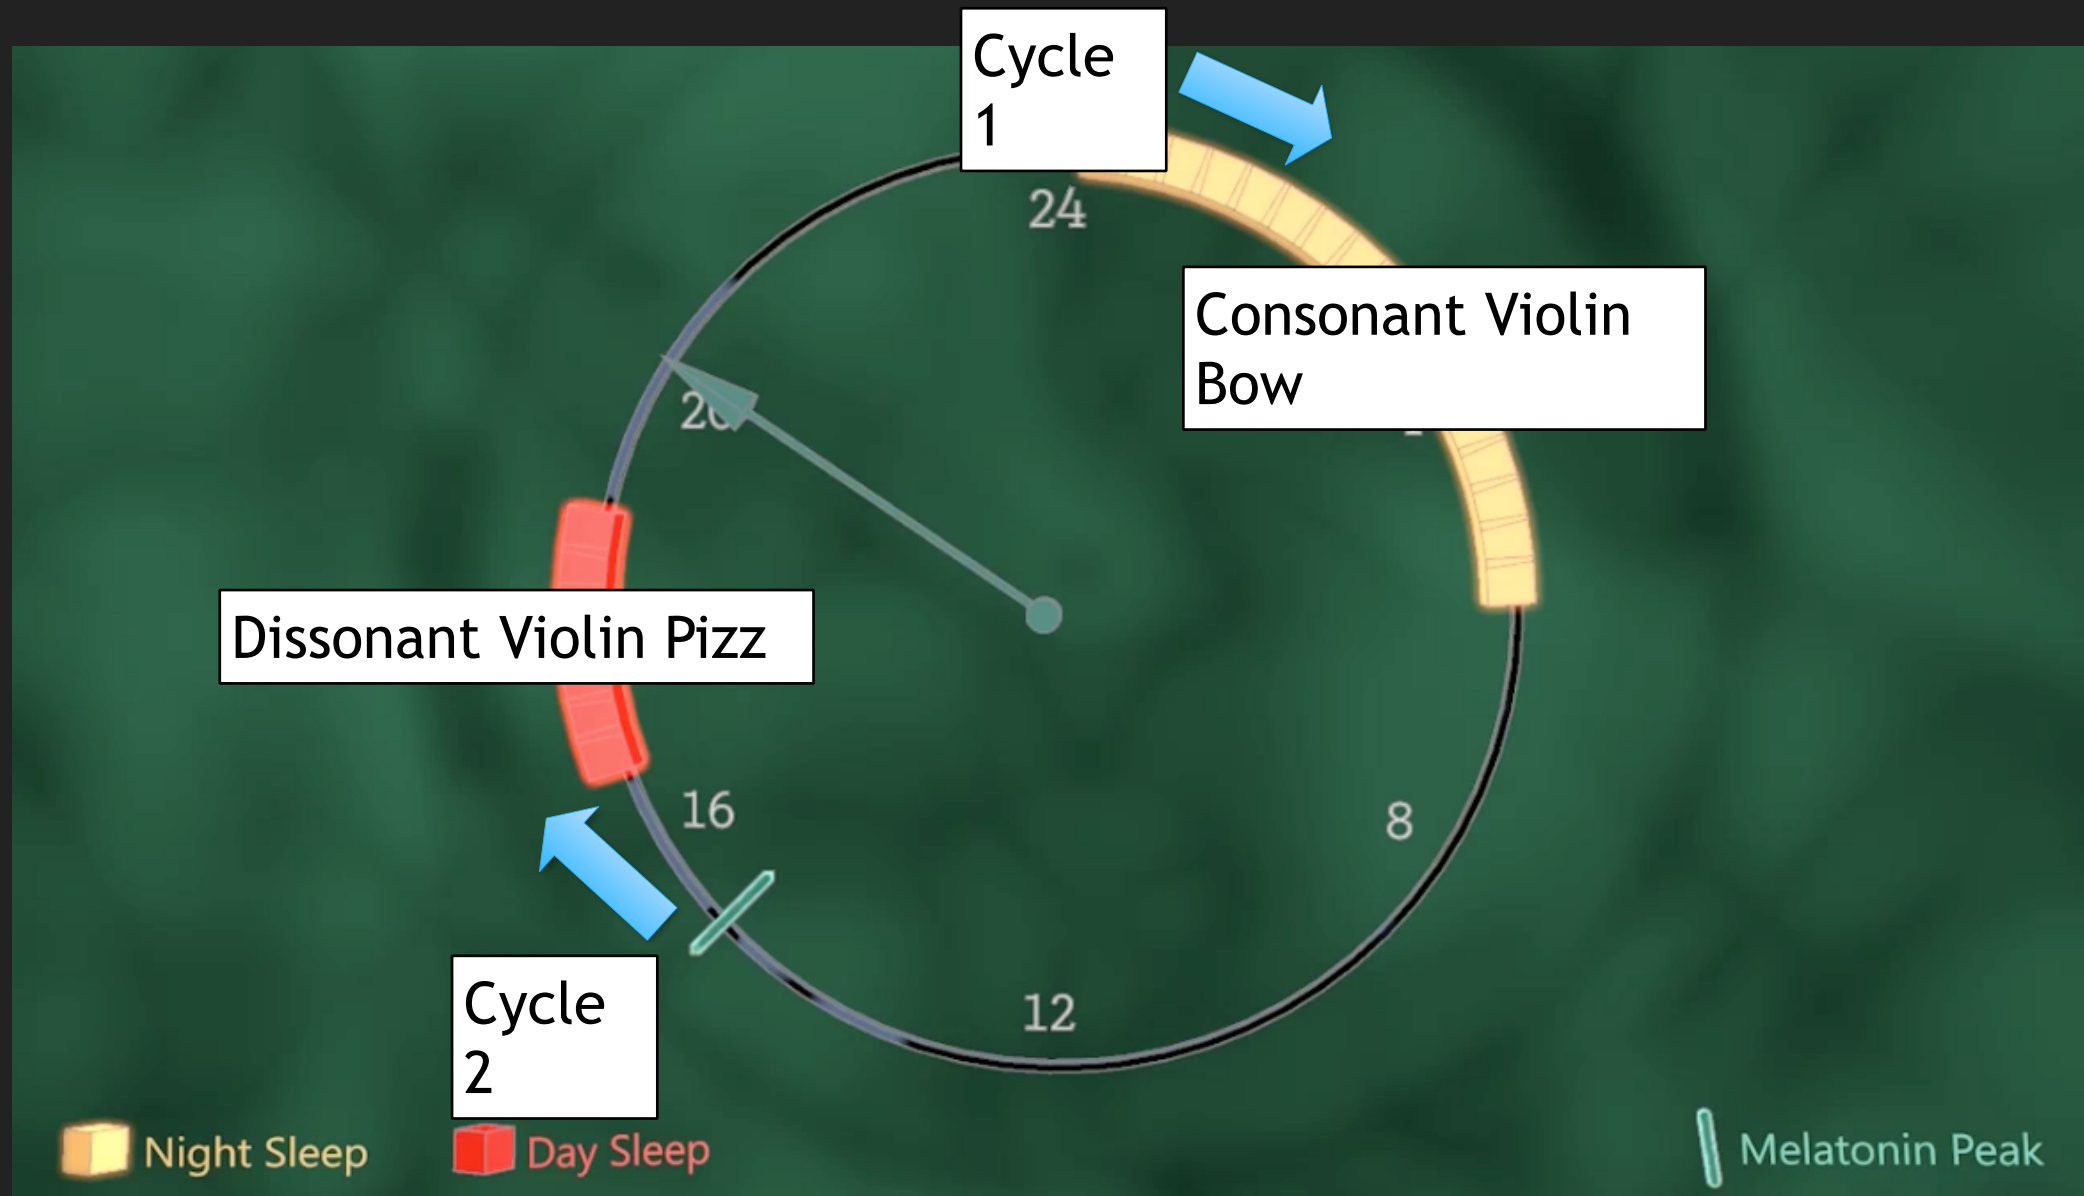 Cycle
1
24
Consonant Violin
Bow
20
Dissonant Violin Pizz
16
8
12
Cycle
2
Night Sleep
Day Sleep
Melatonin Peak